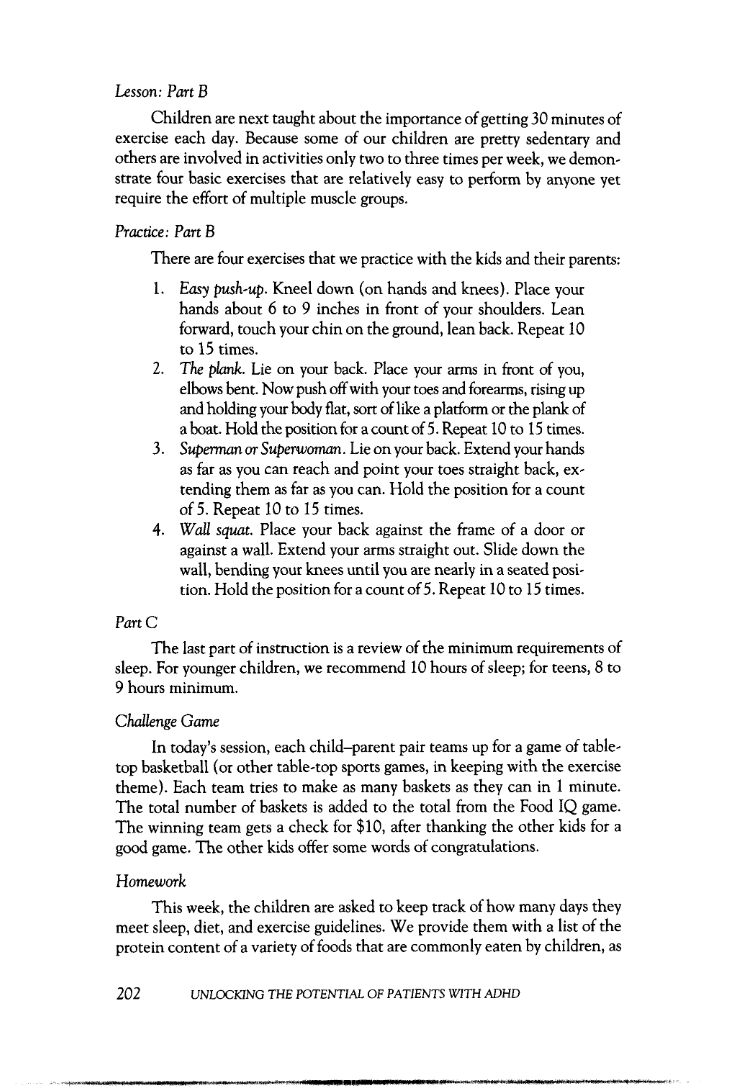 Lesson: Part B
Children are next taught about the importance of getting 30 minutes of
exercise each day. Because some of our children are pretty sedentary and
others are involved in activities only two to three times per week, we demon-
strate four basic exercises that are relatively easy to perform by anyone yet
require the effort of multiple muscle groups.
Practice: Part B
There are four exercises that we practice with the kids and their parents:
1. Easy push-up. Kneel down (on hands and knees). Place your
hands about 6 to 9 inches in front of your shoulders. Lean
forward, touch your chin on the ground, lean back. Repeat 10
to 15 times.
2. The plank. Lie on your back. Place your arms in front of you,
elbows bent. Now push off with your toes and forearms, rising up
and holding your body flat, sort of like a platform or the plank of
a boat. Hold the position for a count of 5. Repeat 10 to 15 times.
3. Superman or Superwoman. Lie on your back. Extend your hands
as far as you can reach and point your toes straight back, ex-
tending them as far as you can. Hold the position for a count
of 5. Repeat 10 to 15 times.
4. Wall squat. Place your back against the frame of a door or
against a wall. Extend your arms straight out. Slide down the
wall, bending your knees until you are nearly in a seated posi-
tion. Hold the position for a count of 5. Repeat 10 to 15 times.
Part C
The last part of instruction is a review of the minimum requirements of
sleep. For younger children, we recommend 10 hours of sleep; for teens, 8 to
9 hours minimum.
Challenge Game
In today's session, each child–parent pair teams up for a game of table-
top basketball (or other table-top sports games, in keeping with the exercise
theme). Each team tries to make as many baskets as they can in 1 minute.
The total number of baskets is added to the total from the Food IQ game.
The winning team gets a check for $10, after thanking the other kids for a
good game. The other kids offer some words of congratulations.
Homework
This week, the children are asked to keep track of how many days they
meet sleep, diet, and exercise guidelines. We provide them with a list of the
protein content of a variety of foods that are commonly eaten by children, as
202 UNLOCKING THE POTENTIAL OF PATIENTS WITH ADHD